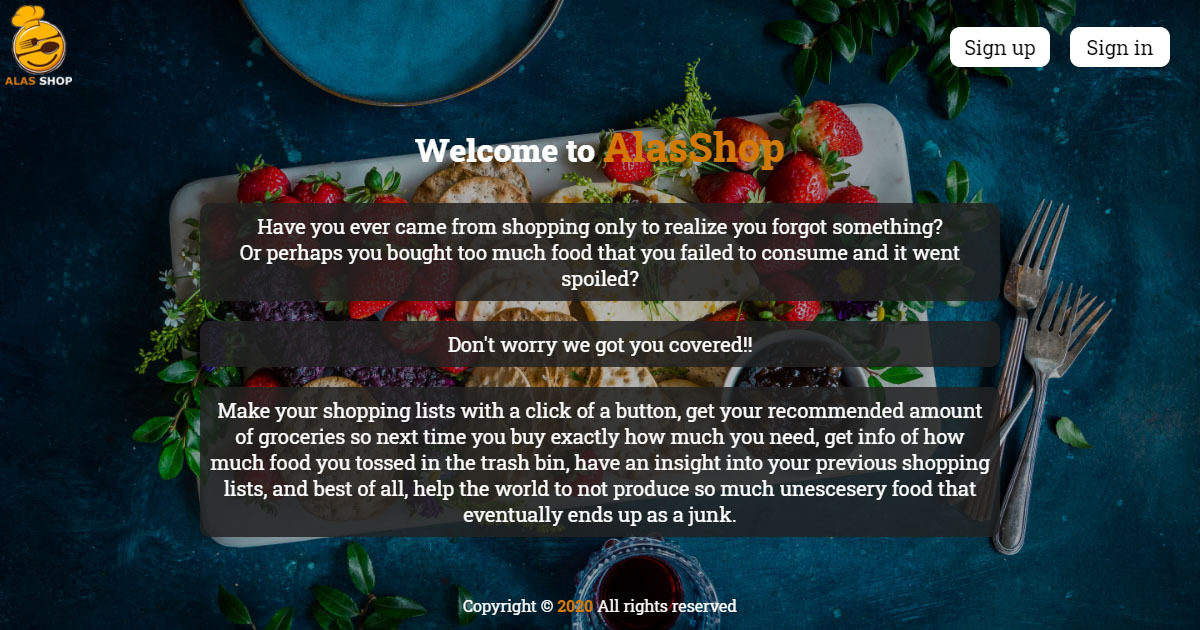 ALAS SHOP
Sign up
Sign in
Welcome to AlasShop
Have you ever came from shopping only to realize you forgot something?
Or perhaps you bought too much food that you failed to consume and it went
spoiled?
Don't worry we got you covered!!
Make your shopping lists with a click of a button, get your recommended amount
of groceries so next time you buy exactly how much you need, get info of how
much food you tossed in the trash bin, have an insight into your previous shopping
lists, and best of all, help the world to not produce so much unescesery food that
eventually ends up as a junk.
Copyright © 2020 All rights reserved